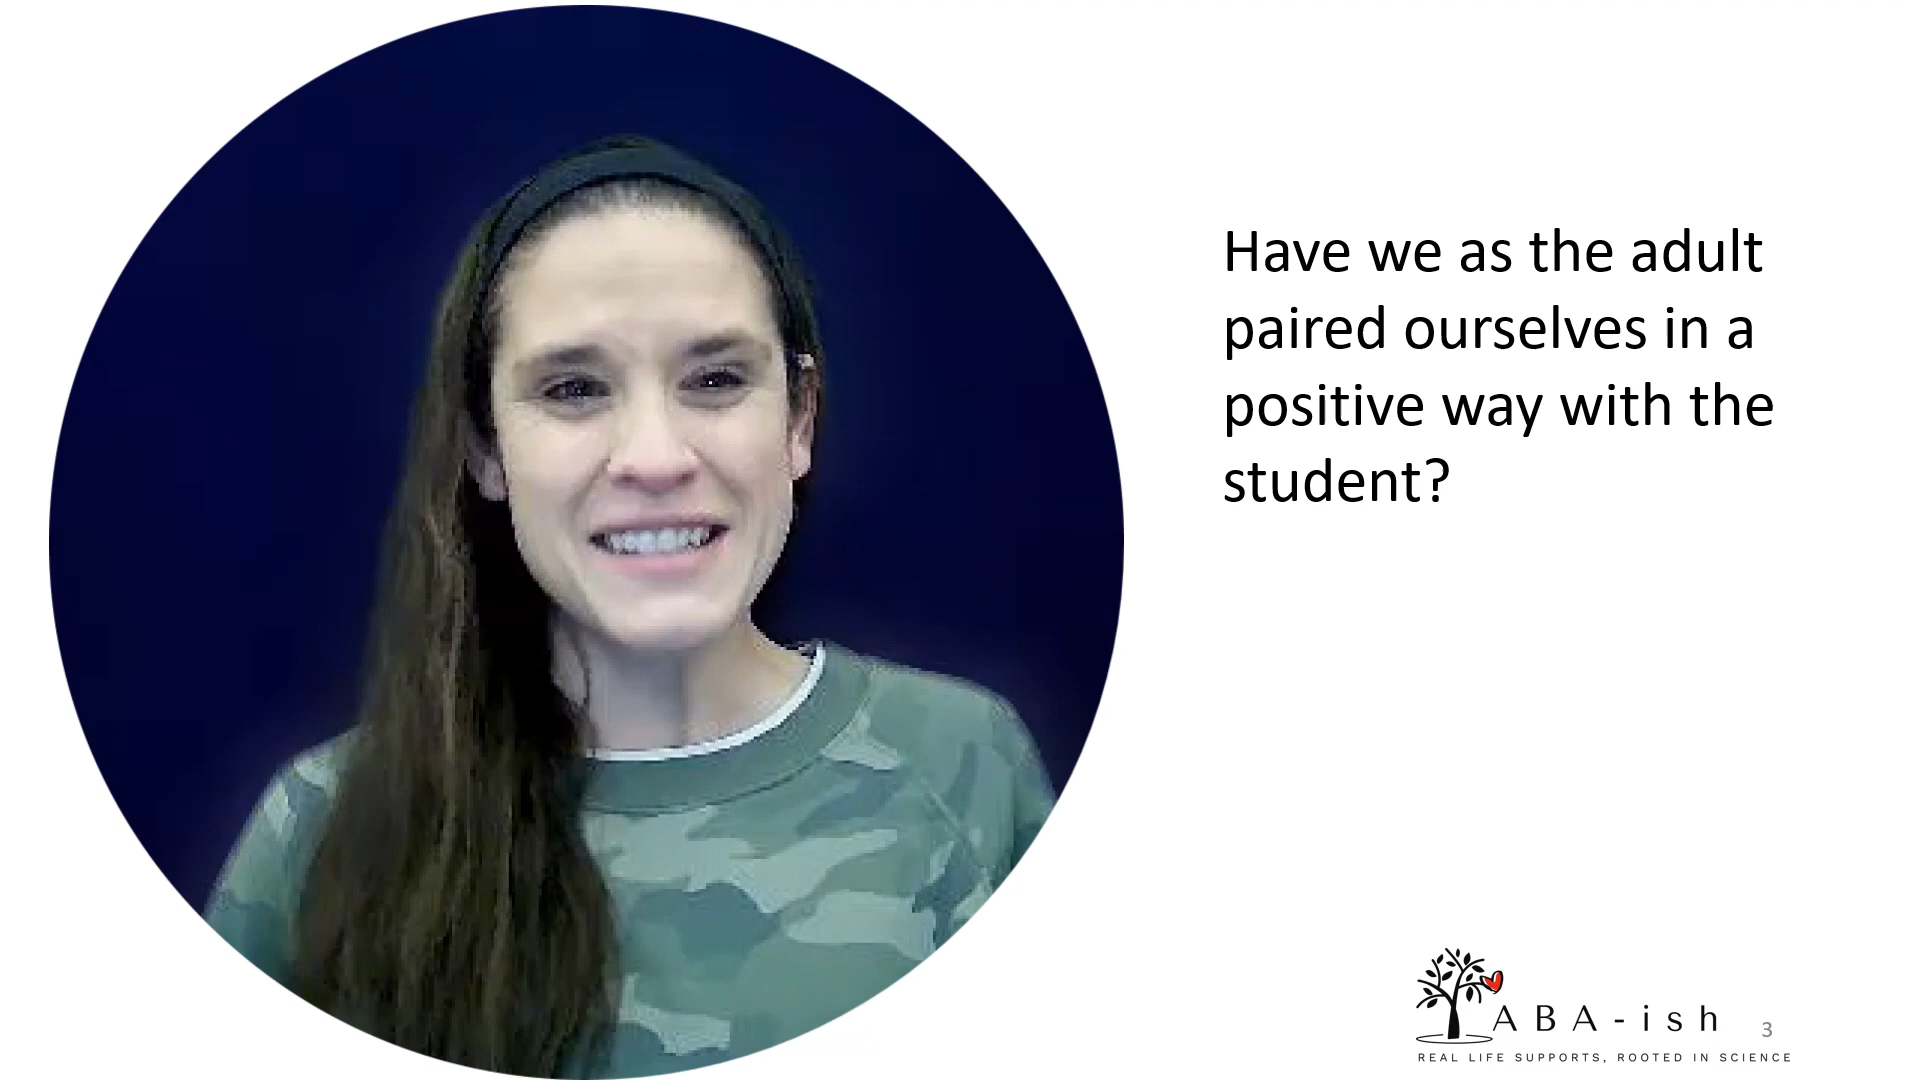 Have we as the adult
paired ourselves in a
positive way with the
student?
ABA-ish
3
REAL LIFE SUPPORTS, ROOTED IN SCIENCE